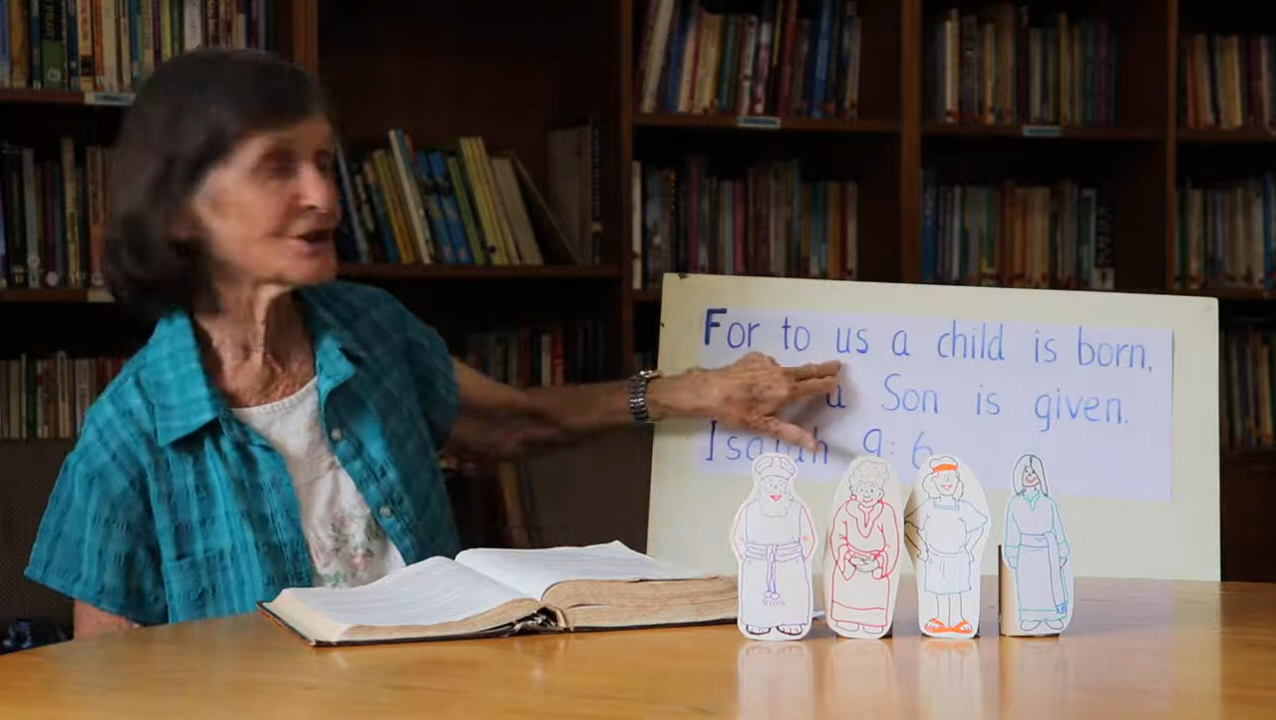 For to us a child is born,
a Son is given.
Isaiah 9:6